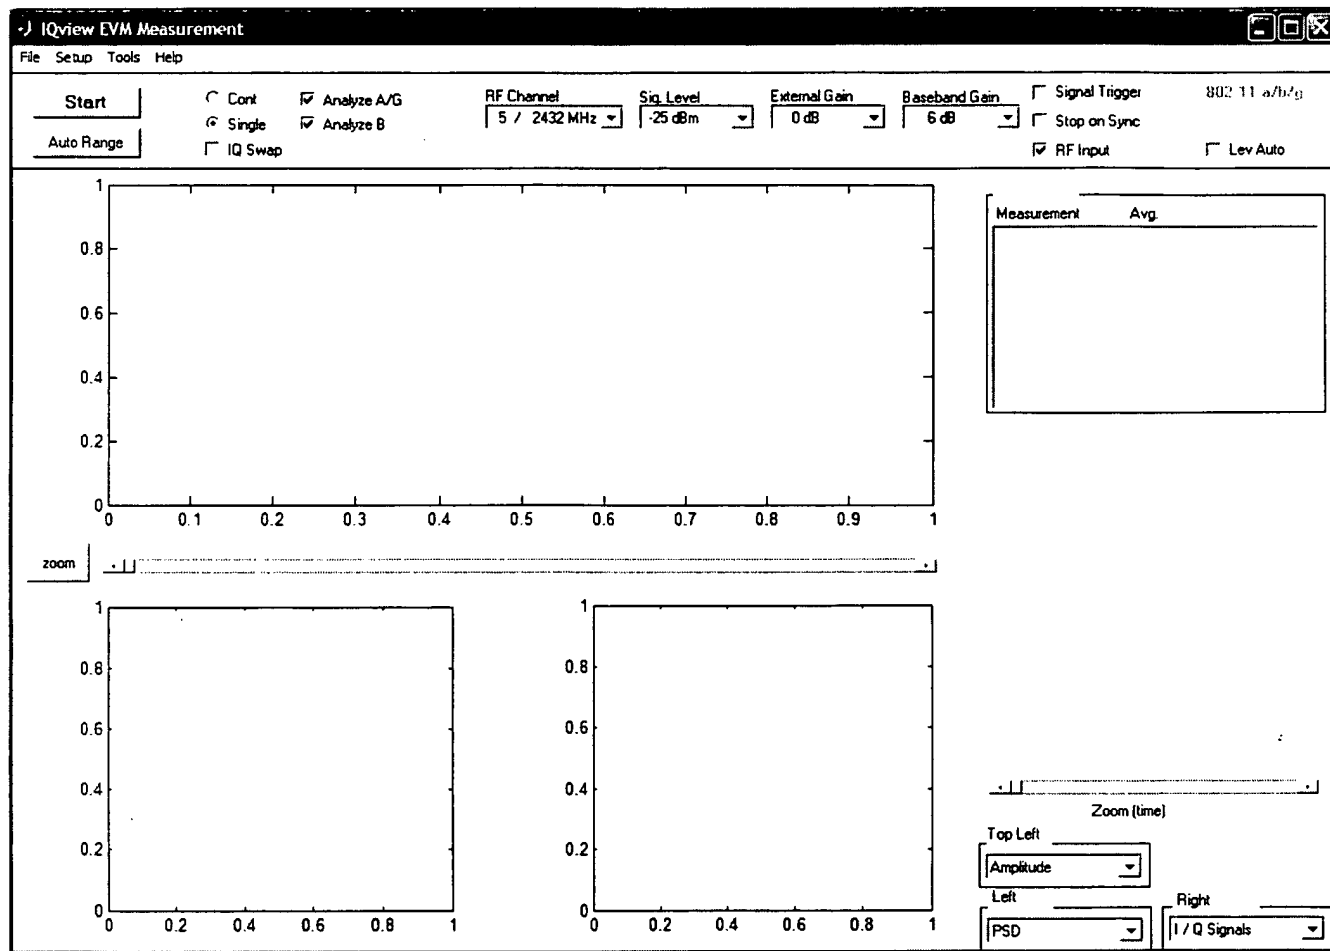 IQview EVM Measurement
File Setup Tools Help
Start
Auto Range
Cont
Single
IQ Swap
Analyze A/G
Analyze B
RF Channel
5 / 2432 MHz
Sig. Level
-25 dBm
External Gain
0 dB
Baseband Gain
6 dB
Signal Trigger
Stop on Sync
RF Input
802.11 a/b/g
Lev Auto
1
0.8
0.6
0.4
0.2
0
0 0.1 0.2 0.3 0.4 0.5 0.6 0.7 0.8 0.9 1
Measurement Avg.
zoom
1
0.8
0.6
0.4
0.2
0
0 0.2 0.4 0.6 0.8 1
1
0.8
0.6
0.4
0.2
0
0 0.2 0.4 0.6 0.8 1
Zoom (time)
Top Left
Amplitude
Left
PSD
Right
I / Q Signals